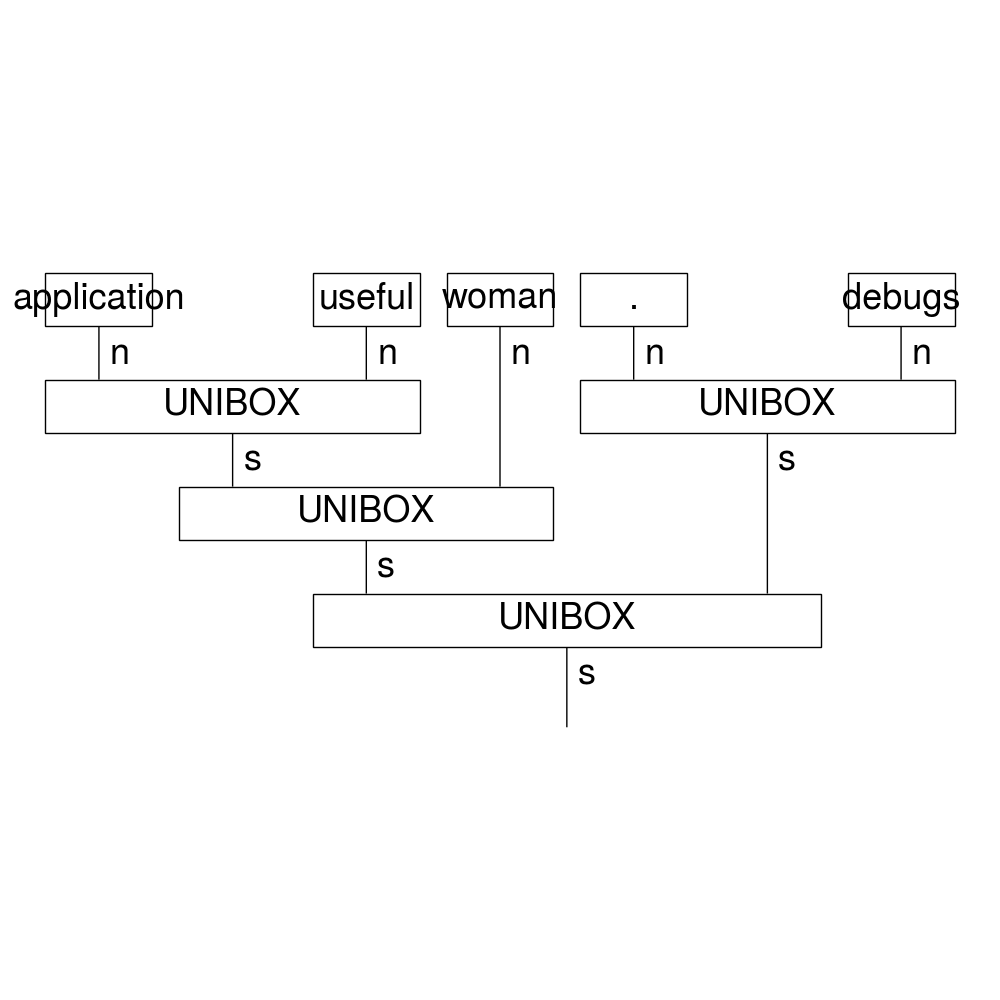 application useful woman . debugs
n n n n n
UNIBOX UNIBOX
s s
UNIBOX
s
UNIBOX
s